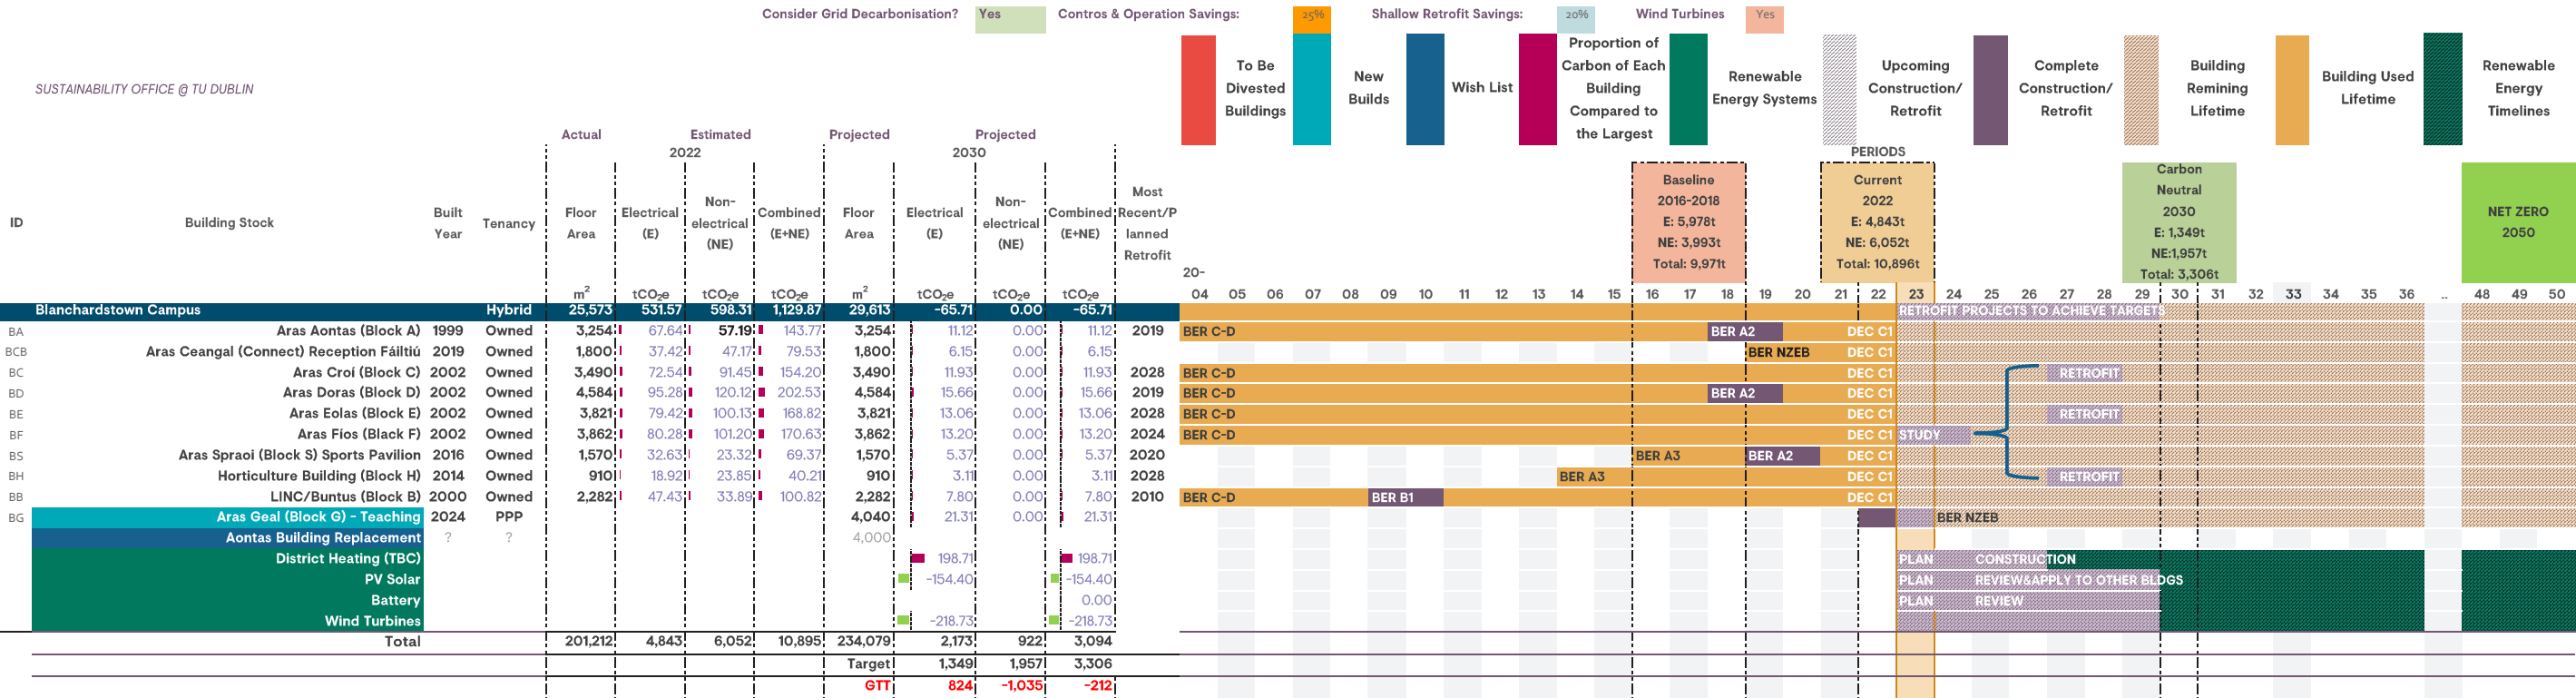 Consider Grid Decarbonisation? Yes Contros & Operation Savings: 25% Shallow Retrofit Savings: 20% Wind Turbines Yes
SUSTAINABILITY OFFICE @ TU DUBLIN
To Be Divested Buildings
New Builds
Wish List
Proportion of Carbon of Each Building Compared to the Largest
Renewable Energy Systems
Upcoming Construction/ Retrofit
Complete Construction/ Retrofit
Building Remining Lifetime
Building Used Lifetime
Renewable Energy Timelines
Actual Estimated Projected Projected
2022 2030
PERIODS
ID Building Stock Built Year Tenancy Floor Area Electrical (E) Non-electrical (NE) Combined (E+NE) Floor Area Electrical (E) Non-electrical (NE) Combined (E+NE) Most Recent/P lanned Retrofit
m² tCO₂e tCO₂e tCO₂e m² tCO₂e tCO₂e tCO₂e
Baseline
2016-2018
E: 5,978t
NE: 3,993t
Total: 9,971t
Current
2022
E: 4,843t
NE: 6,052t
Total: 10,896t
Carbon
Neutral
2030
E: 1,349t
NE:1,957t
Total: 3,306t
NET ZERO
2050
20-
04 05 06 07 08 09 10 11 12 13 14 15 16 17 18 19 20 21 22 23 24 25 26 27 28 29 30 31 32 33 34 35 36 .. 48 49 50
Blanchardstown Campus Hybrid 25,573 531.57 598.31 1,129.87 29,613 -65.71 0.00 -65.71 RETROFIT PROJECTS TO ACHIEVE TARGETS
BA Aras Aontas (Block A) 1999 Owned 3,254 67.64 57.19 143.77 3,254 11.12 0.00 11.12 2019 BER C-D BER A2 DEC C1
BCB Aras Ceangal (Connect) Reception Fáiltiú 2019 Owned 1,800 37.42 47.17 79.53 1,800 6.15 0.00 6.15 BER NZEB DEC C1
BC Aras Croí (Block C) 2002 Owned 3,490 72.54 91.45 154.20 3,490 11.93 0.00 11.93 2028 BER C-D DEC C1 RETROFIT
BD Aras Doras (Block D) 2002 Owned 4,584 95.28 120.12 202.53 4,584 15.66 0.00 15.66 2019 BER C-D BER A2 DEC C1
BE Aras Eolas (Block E) 2002 Owned 3,821 79.42 100.13 168.82 3,821 13.06 0.00 13.06 2028 BER C-D DEC C1 RETROFIT
BF Aras Fíos (Black F) 2002 Owned 3,862 80.28 101.20 170.63 3,862 13.20 0.00 13.20 2024 BER C-D DEC C1 STUDY
BS Aras Spraoi (Block S) Sports Pavilion 2016 Owned 1,570 32.63 23.32 69.37 1,570 5.37 0.00 5.37 2020 BER A3 BER A2 DEC C1
BH Horticulture Building (Block H) 2014 Owned 910 18.92 23.85 40.21 910 3.11 0.00 3.11 2028 BER A3 DEC C1 RETROFIT
BB LINC/Buntus (Block B) 2000 Owned 2,282 47.43 33.89 100.82 2,282 7.80 0.00 7.80 2010 BER C-D BER B1 DEC C1
BG Aras Geal (Block G) - Teaching 2024 PPP 4,040 21.31 0.00 21.31 BER NZEB
Aontas Building Replacement ? ? 4,000
District Heating (TBC) 198.71 198.71 PLAN CONSTRUCTION
PV Solar -154.40 -154.40 PLAN REVIEW&APPLY TO OTHER BLDGS
Battery 0.00 PLAN REVIEW
Wind Turbines -218.73 -218.73
Total 201,212 4,843 6,052 10,895 234,079 2,173 922 3,094
Target 1,349 1,957 3,306
GTT 824 -1,035 -212